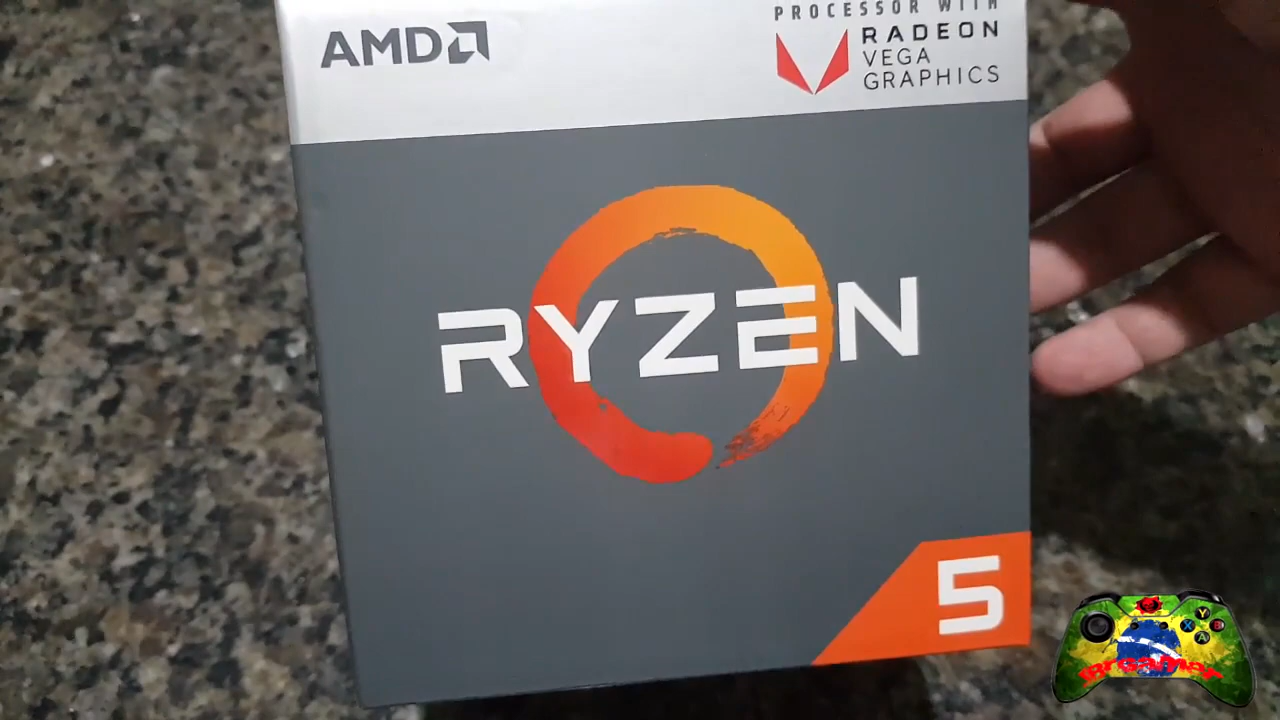 AMD
PROCESSOR WITH
RADEON
VEGA
GRAPHICS
RYZEN
5
Y
X
B
A